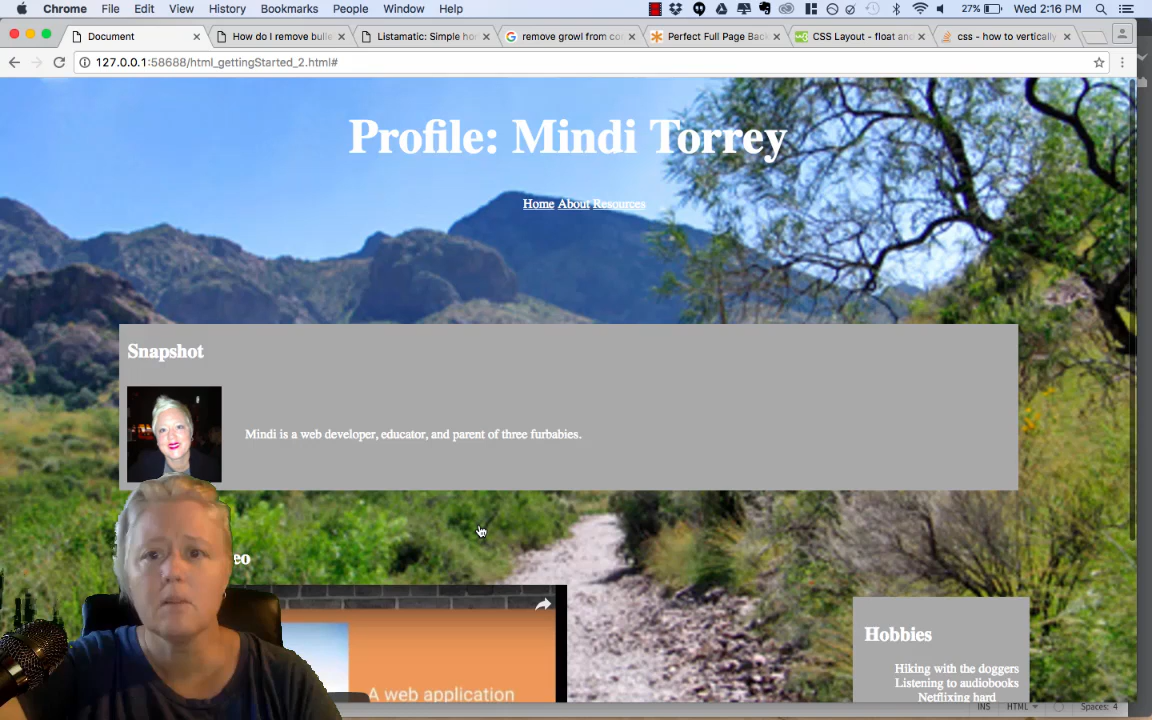 Chrome File Edit View History Bookmarks People Window Help 27% Wed 2:16 PM
Document How do I remove bulle Listamatic: Simple hor remove growl from co Perfect Full Page Back CSS Layout - float and css - how to vertically
127.0.0.1:58688/html_gettingStarted_2.html#
Profile: Mindi Torrey
Home About Resources
Snapshot
Mindi is a web developer, educator, and parent of three furbabies.
eo
A web application
Hobbies
Hiking with the doggers
Listening to audiobooks
Netflixing hard
INS HTML Spaces: 4